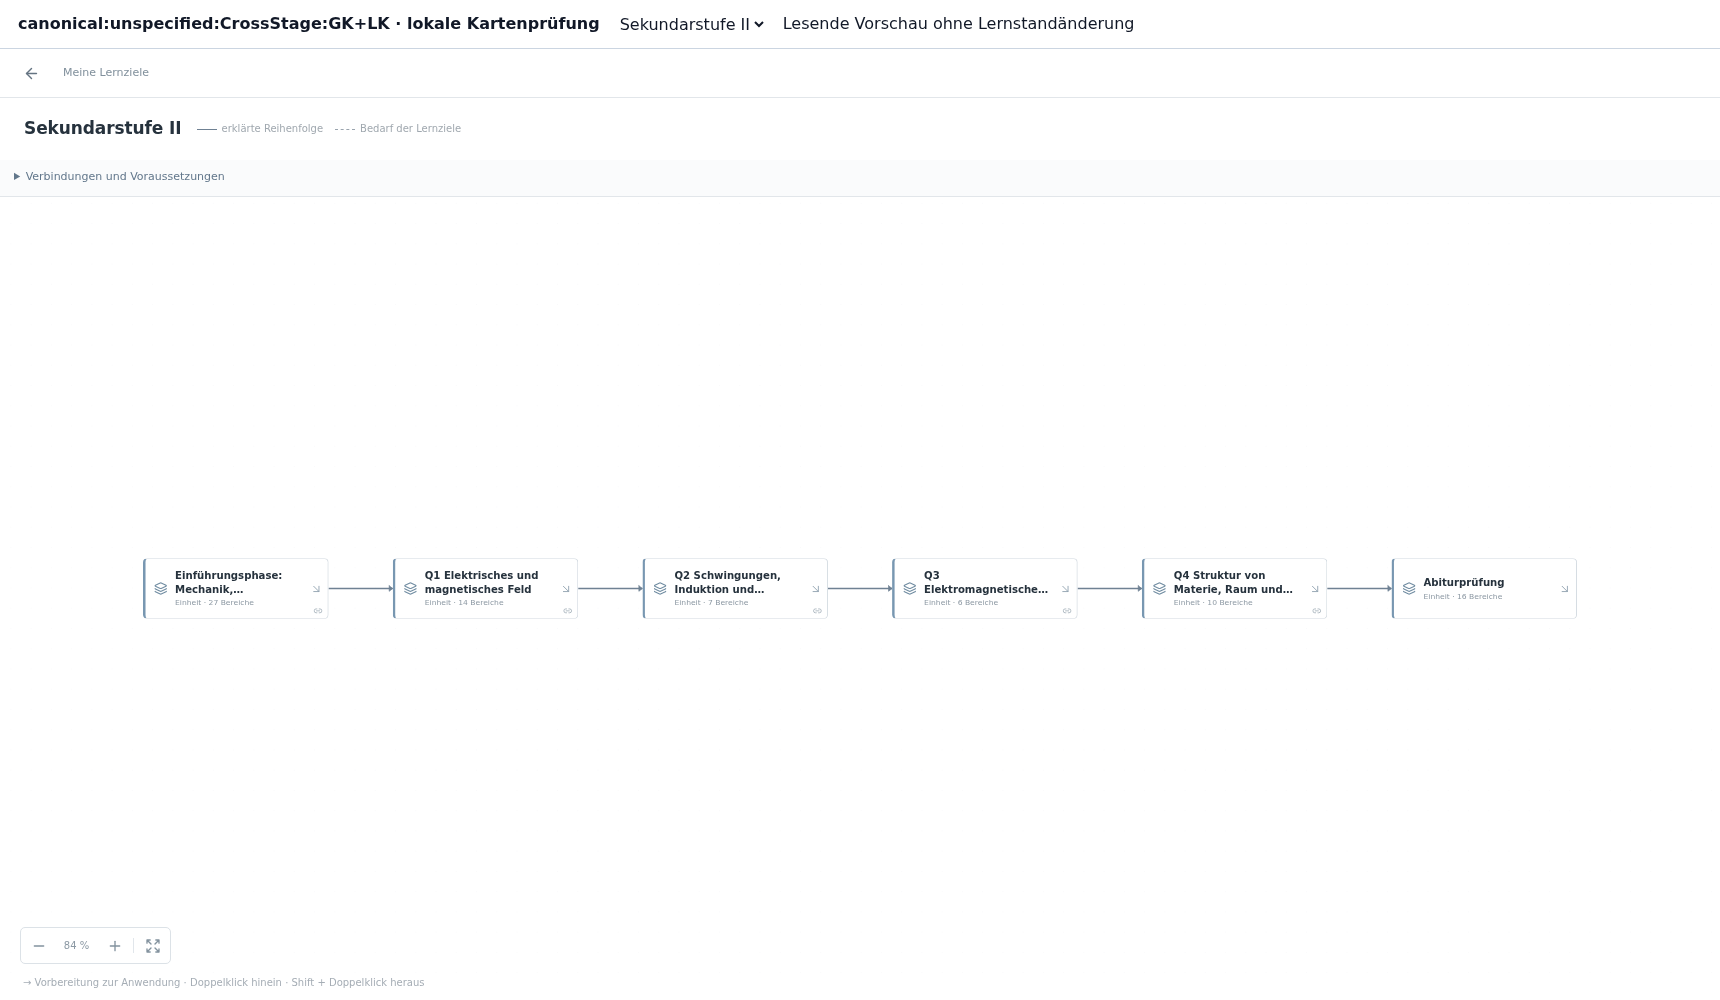 canonical:unspecified:CrossStage:GK+LK · lokale Kartenprüfung Sekundarstufe II Lesende Vorschau ohne Lernstandänderung
Meine Lernziele
Sekundarstufe II erklärte Reihenfolge Bedarf der Lernziele
Verbindungen und Voraussetzungen
Einführungsphase:
Mechanik,…
Einheit · 27 Bereiche
Q1 Elektrisches und
magnetisches Feld
Einheit · 14 Bereiche
Q2 Schwingungen,
Induktion und…
Einheit · 7 Bereiche
Q3
Elektromagnetische…
Einheit · 6 Bereiche
Q4 Struktur von
Materie, Raum und…
Einheit · 10 Bereiche
Abiturprüfung
Einheit · 16 Bereiche
84 %
→ Vorbereitung zur Anwendung · Doppelklick hinein · Shift + Doppelklick heraus